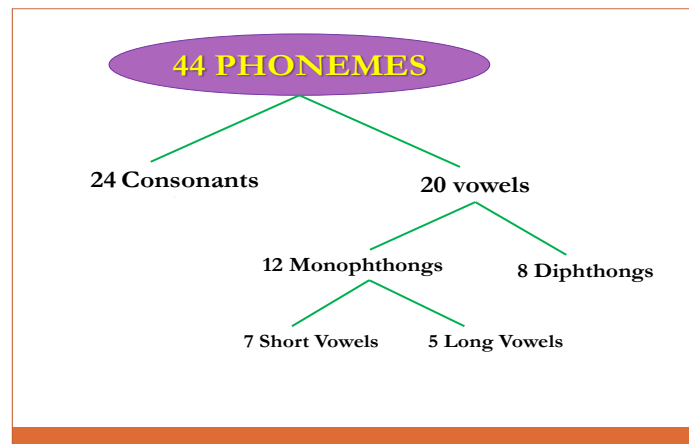 44 PHONEMES
24 Consonants
20 vowels
12 Monophthongs
8 Diphthongs
7 Short Vowels
5 Long Vowels